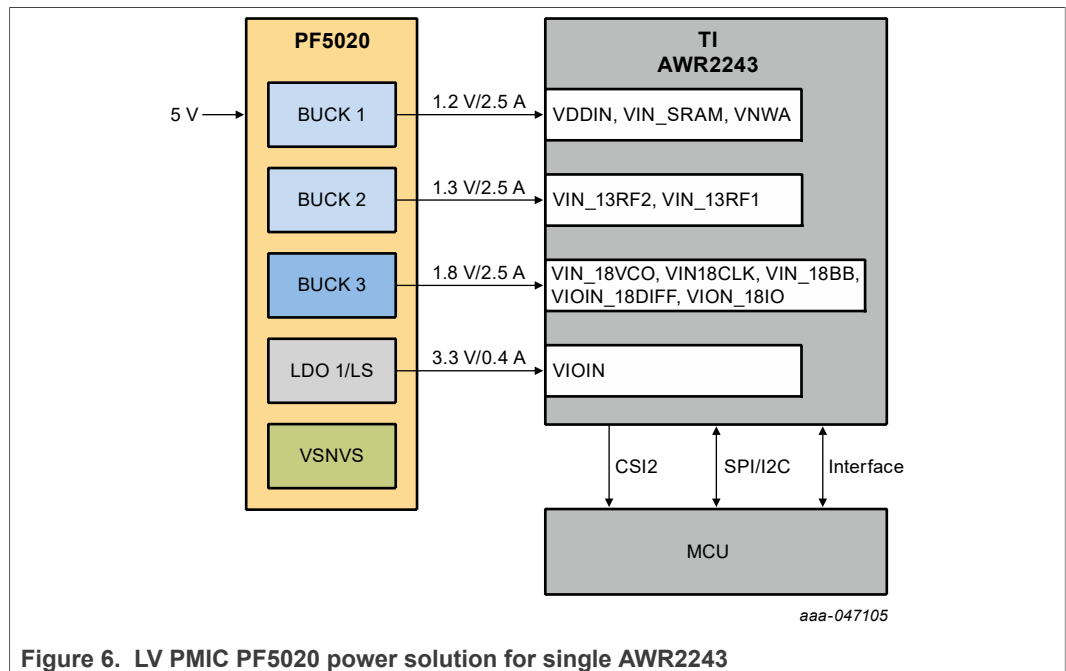 PF5020
TI
AWR2243
5 V
BUCK 1
1.2 V/2.5 A
VDDIN, VIN_SRAM, VNWA
BUCK 2
1.3 V/2.5 A
VIN_13RF2, VIN_13RF1
BUCK 3
1.8 V/2.5 A
VIN_18VCO, VIN18CLK, VIN_18BB,
VIOIN_18DIFF, VION_18IO
LDO 1/LS
3.3 V/0.4 A
VIOIN
VSNVS
CSI2
SPI/I2C
Interface
MCU
aaa-047105
Figure 6. LV PMIC PF5020 power solution for single AWR2243